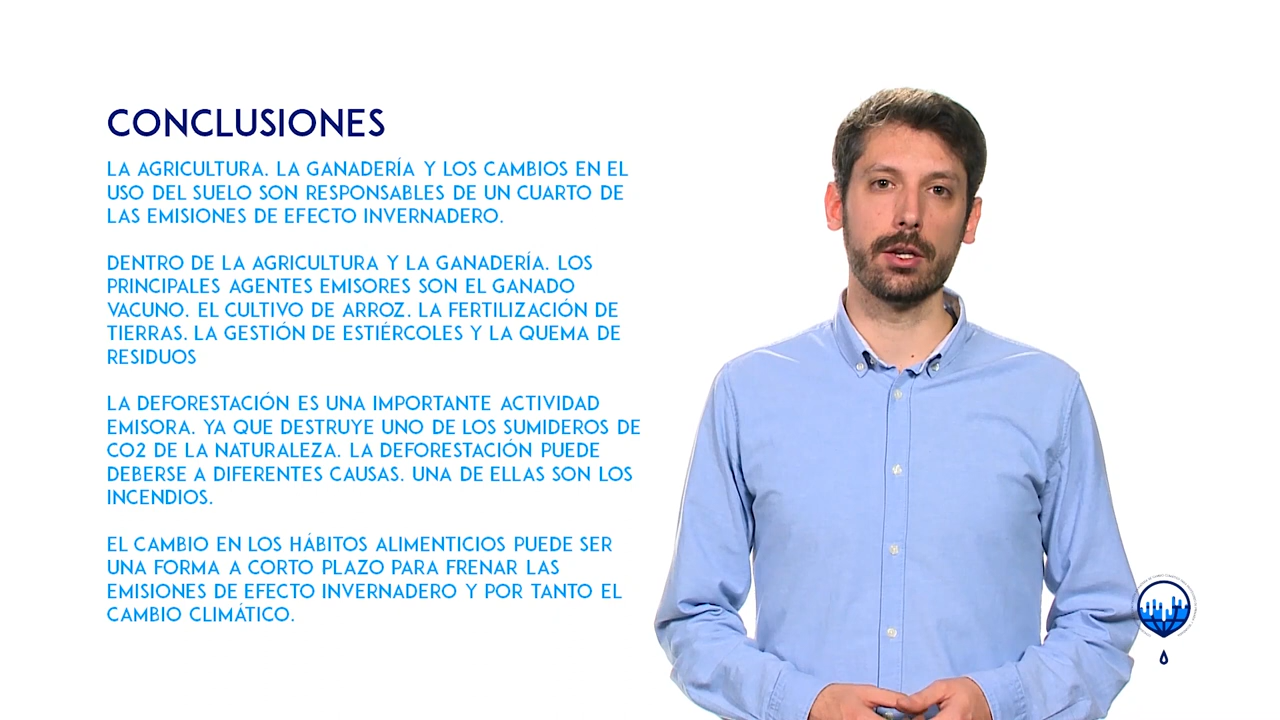 CONCLUSIONES
LA AGRICULTURA. LA GANADERÍA Y LOS CAMBIOS EN EL
USO DEL SUELO SON RESPONSABLES DE UN CUARTO DE
LAS EMISIONES DE EFECTO INVERNADERO.
DENTRO DE LA AGRICULTURA Y LA GANADERÍA. LOS
PRINCIPALES AGENTES EMISORES SON EL GANADO
VACUNO. EL CULTIVO DE ARROZ. LA FERTILIZACIÓN DE
TIERRAS. LA GESTIÓN DE ESTIÉRCOLES Y LA QUEMA DE
RESIDUOS
LA DEFORESTACIÓN ES UNA IMPORTANTE ACTIVIDAD
EMISORA. YA QUE DESTRUYE UNO DE LOS SUMIDEROS DE
CO2 DE LA NATURALEZA. LA DEFORESTACIÓN PUEDE
DEBERSE A DIFERENTES CAUSAS. UNA DE ELLAS SON LOS
INCENDIOS.
EL CAMBIO EN LOS HÁBITOS ALIMENTICIOS PUEDE SER
UNA FORMA A CORTO PLAZO PARA FRENAR LAS
EMISIONES DE EFECTO INVERNADERO Y POR TANTO EL
CAMBIO CLIMÁTICO.